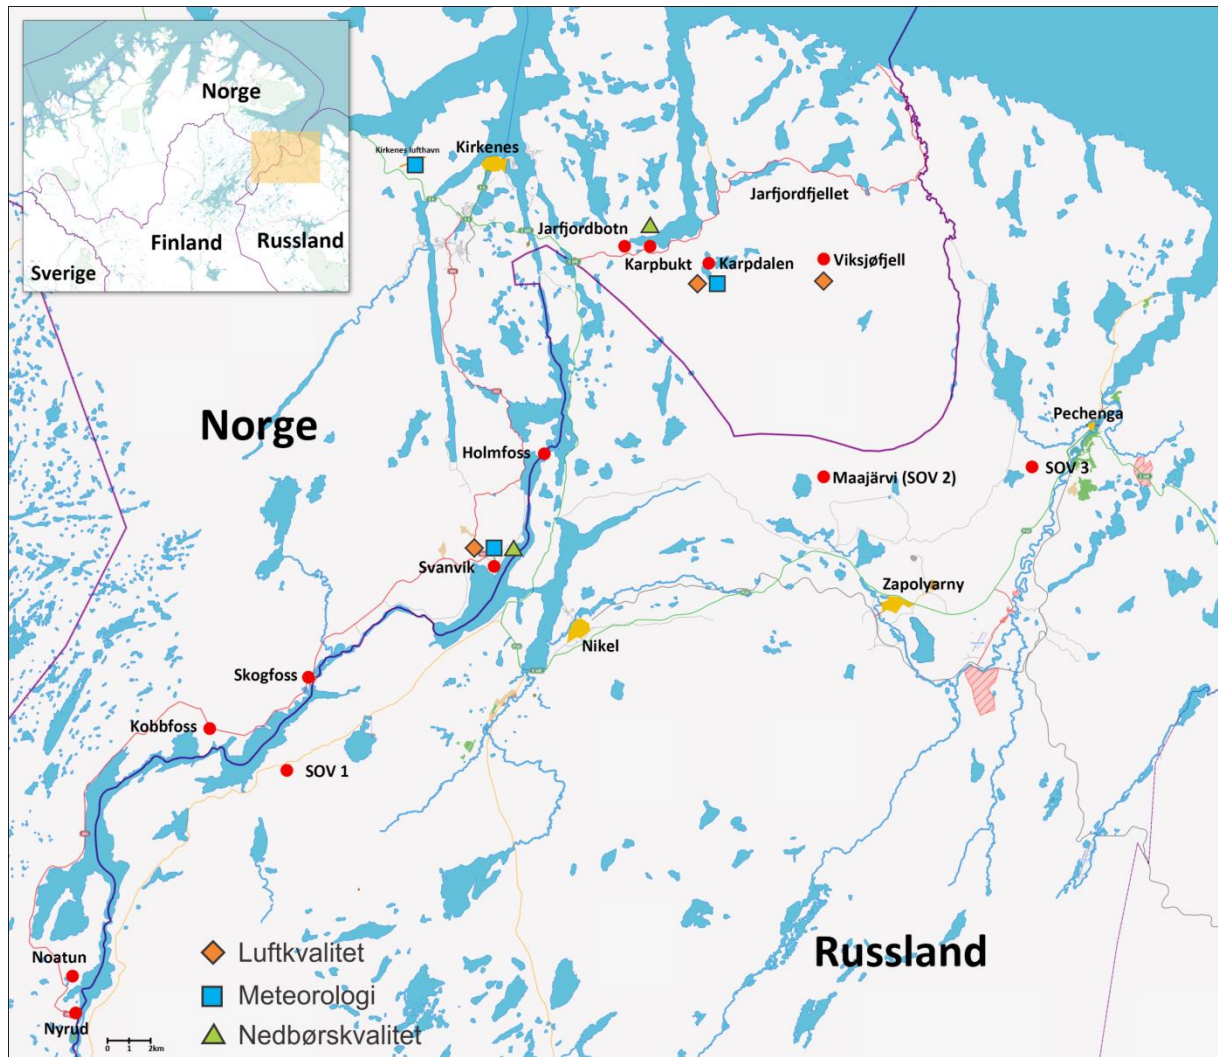 Norge
Finland
Russland
Sverige
Kirkenes lufthavn
Kirkenes
Jarfjordfjellet
Jarfjordbotn
Karpbukt
Karpdalen
Viksjøfjell
Norge
Pechenga
Holmfoss
Maajärvi (SOV 2)
SOV 3
Svanvik
Zapolyarny
Nikel
Skogfoss
Kobbfoss
SOV 1
Luftkvalitet
Russland
Noatun
Meteorologi
Nyrud
0 1 2km
Nedbørskvalitet